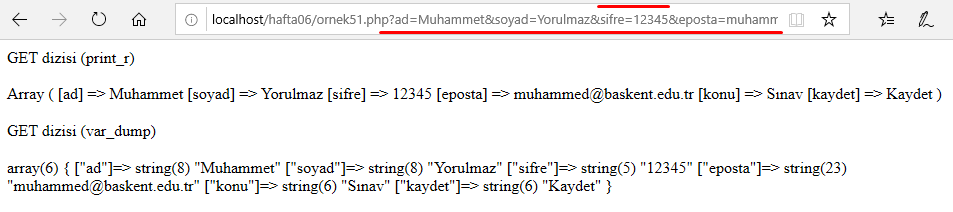 localhost/hafta06/ornek51.php?ad=Muhammet&soyad=Yorulmaz&sifre=12345&eposta=muhamm
GET dizisi (print_r)
Array ( [ad] => Muhammet [soyad] => Yorulmaz [sifre] => 12345 [eposta] => muhammed@baskent.edu.tr [konu] => Sınav [kaydet] => Kaydet )
GET dizisi (var_dump)
array(6) { ["ad"]=> string(8) "Muhammet" ["soyad"]=> string(8) "Yorulmaz" ["sifre"]=> string(5) "12345" ["eposta"]=> string(23)
"muhammed@baskent.edu.tr" ["konu"]=> string(6) "Sınav" ["kaydet"]=> string(6) "Kaydet" }